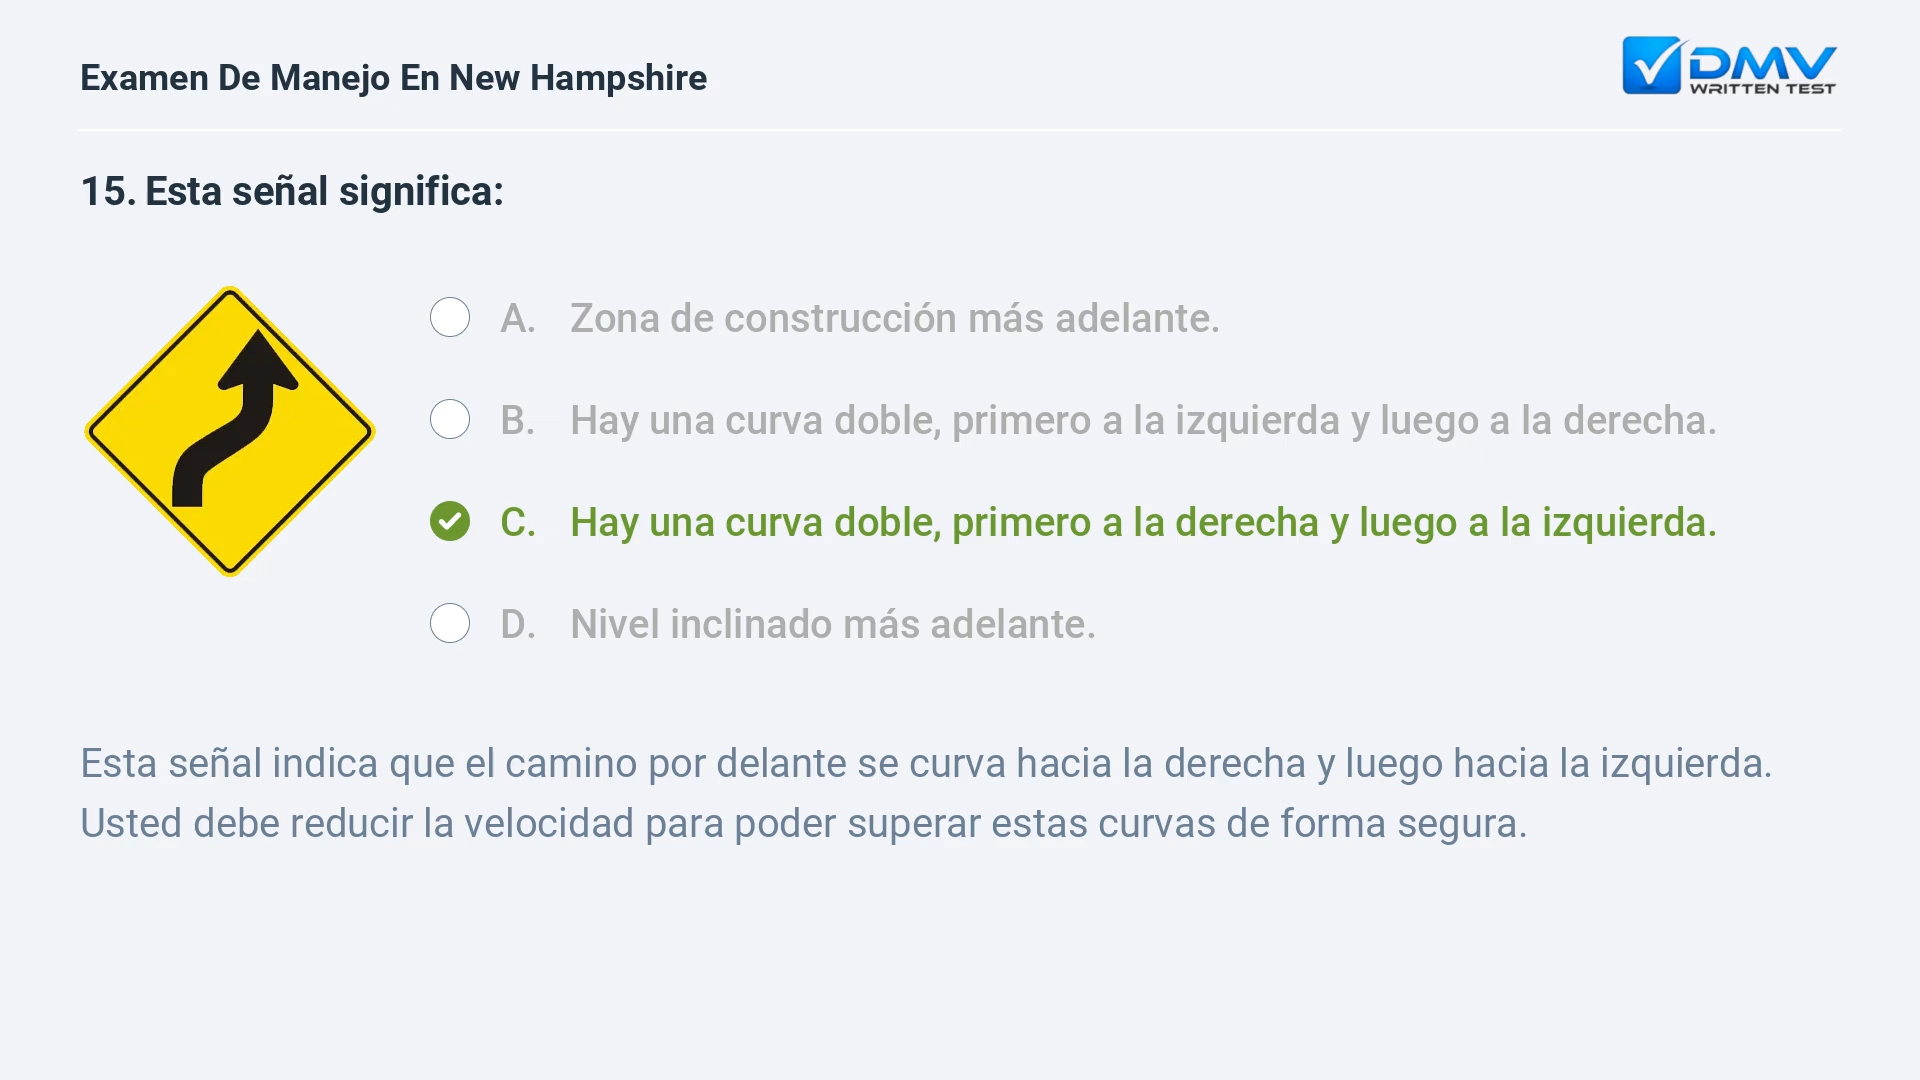 Examen De Manejo En New Hampshire
DMV
WRITTEN TEST
15. Esta señal significa:
A. Zona de construcción más adelante.
B. Hay una curva doble, primero a la izquierda y luego a la derecha.
C. Hay una curva doble, primero a la derecha y luego a la izquierda.
D. Nivel inclinado más adelante.
Esta señal indica que el camino por delante se curva hacia la derecha y luego hacia la izquierda.
Usted debe reducir la velocidad para poder superar estas curvas de forma segura.